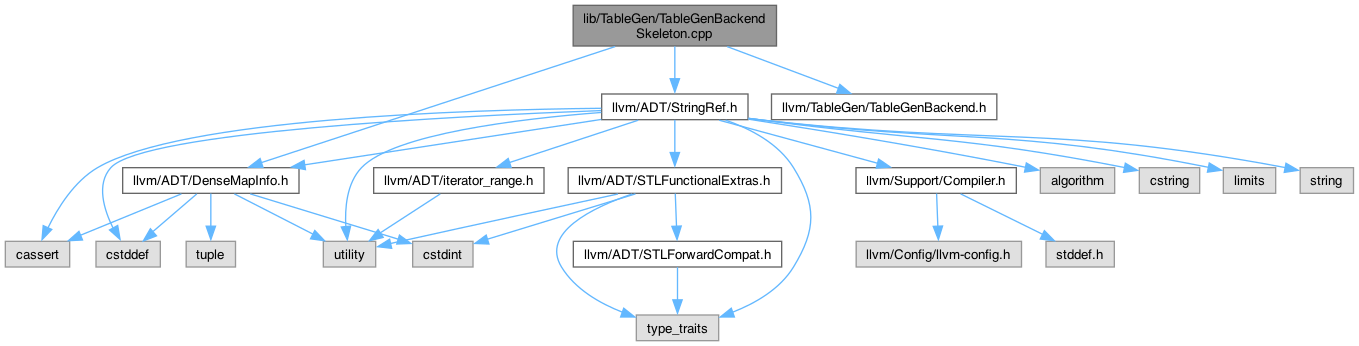 lib/TableGen/TableGenBackend
Skeleton.cpp
llvm/ADT/StringRef.h
llvm/TableGen/TableGenBackend.h
llvm/ADT/DenseMapInfo.h
llvm/ADT/iterator_range.h
llvm/ADT/STLFunctionalExtras.h
llvm/Support/Compiler.h
algorithm
cstring
limits
string
cassert
cstddef
tuple
utility
cstdint
llvm/ADT/STLForwardCompat.h
llvm/Config/llvm-config.h
stddef.h
type_traits